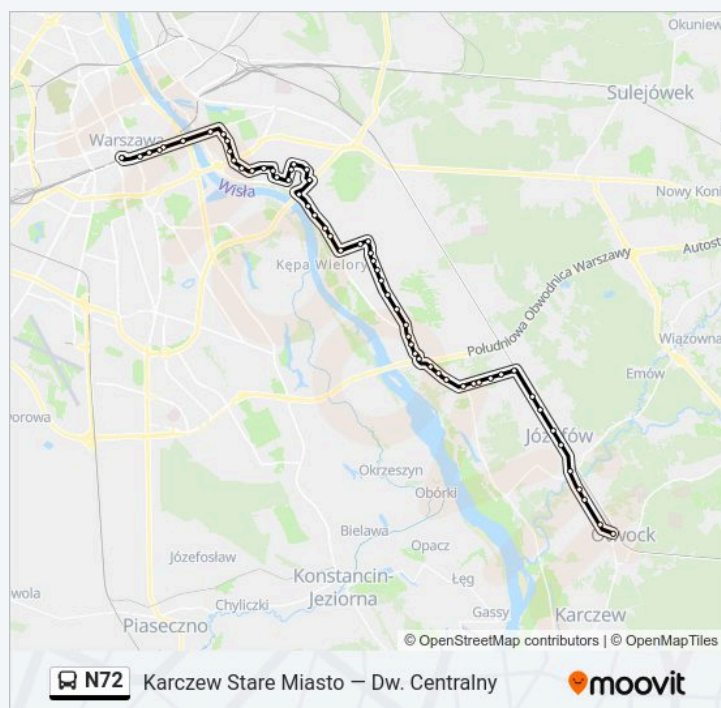 Okuniew
Sulejówek
Warszawa
Wisła
Nowy Koni
Kępa Wielory
Autost
Południowa Obwodnica Warszawy
Wiązowna
Emów
worowa
Józefów
Okrzeszyn
Obórki
Otwock
Bielawa
Opacz
Józefosław
Konstancin-
Jeziorna
Łęg
wola
Chyliczki
Gassy
Karczew
Piaseczno
© OpenStreetMap contributors | © OpenMapTiles
N72 Karczew Stare Miasto — Dw. Centralny
moovit